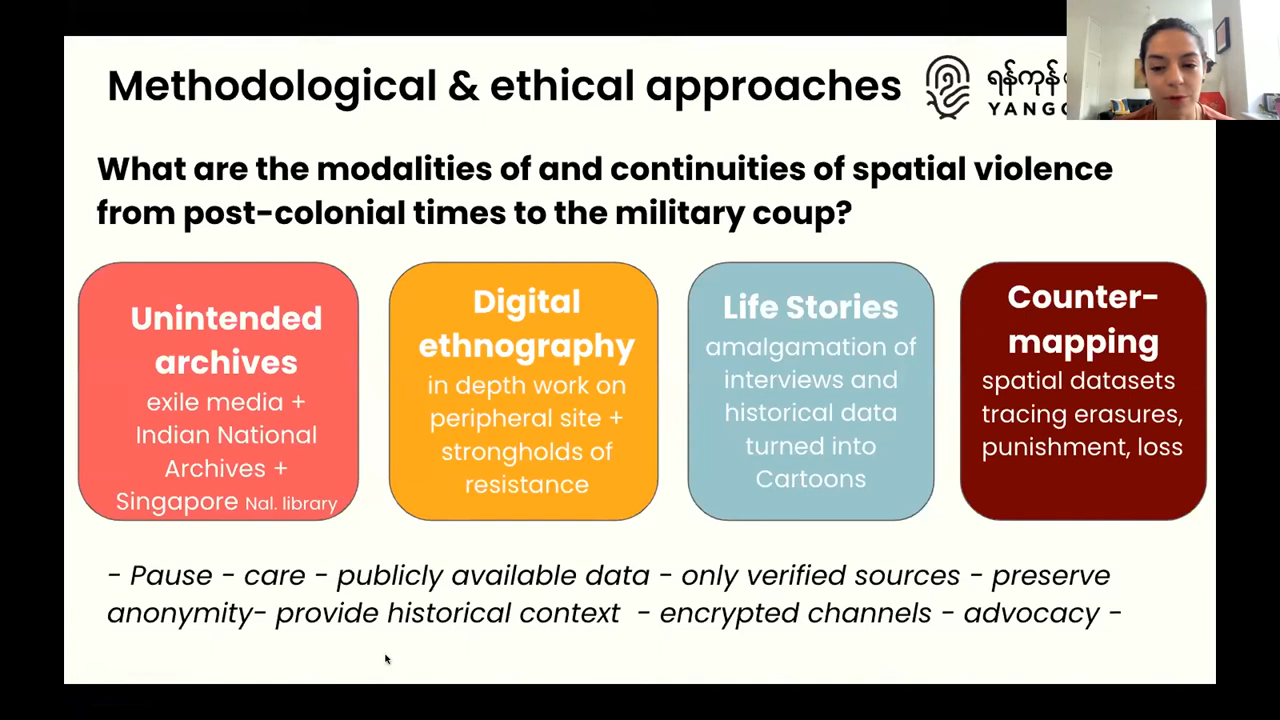 Methodological & ethical approaches
ရန်ကုန်
YANGO
What are the modalities of and continuities of spatial violence
from post-colonial times to the military coup?
Unintended
archives
exile media +
Indian National
Archives +
Singapore Nal. library
Digital
ethnography
in depth work on
peripheral site +
strongholds of
resistance
Life Stories
amalgamation of
interviews and
historical data
turned into
Cartoons
Counter-
mapping
spatial datasets
tracing erasures,
punishment, loss
- Pause - care - publicly available data - only verified sources - preserve
anonymity- provide historical context - encrypted channels - advocacy -